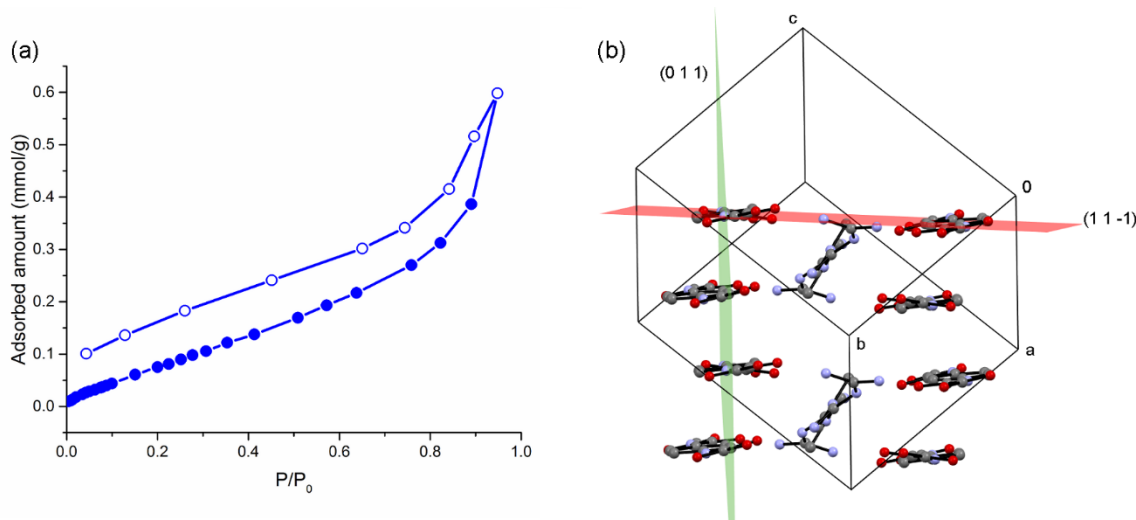 (a)
Adsorbed amount (mmol/g)
0.6
0.5
0.4
0.3
0.2
0.1
0.0
0.0 0.2 0.4 0.6 0.8 1.0
P/P₀
(b)
c
(0 1 1)
0
(1 1 -1)
b
a